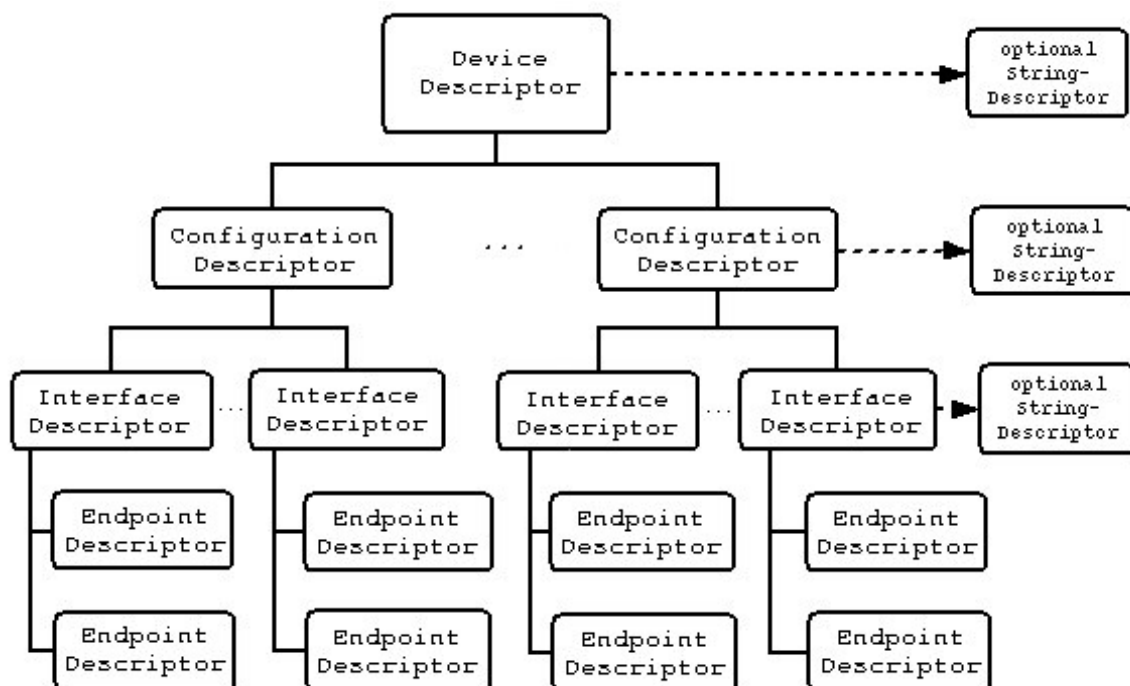 Device
Descriptor
optional
String-
Descriptor
Configuration
Descriptor
...
Configuration
Descriptor
optional
String-
Descriptor
Interface
Descriptor
...
Interface
Descriptor
Interface
Descriptor
...
Interface
Descriptor
optional
String-
Descriptor
Endpoint
Descriptor
Endpoint
Descriptor
Endpoint
Descriptor
Endpoint
Descriptor
Endpoint
Descriptor
Endpoint
Descriptor
Endpoint
Descriptor
Endpoint
Descriptor